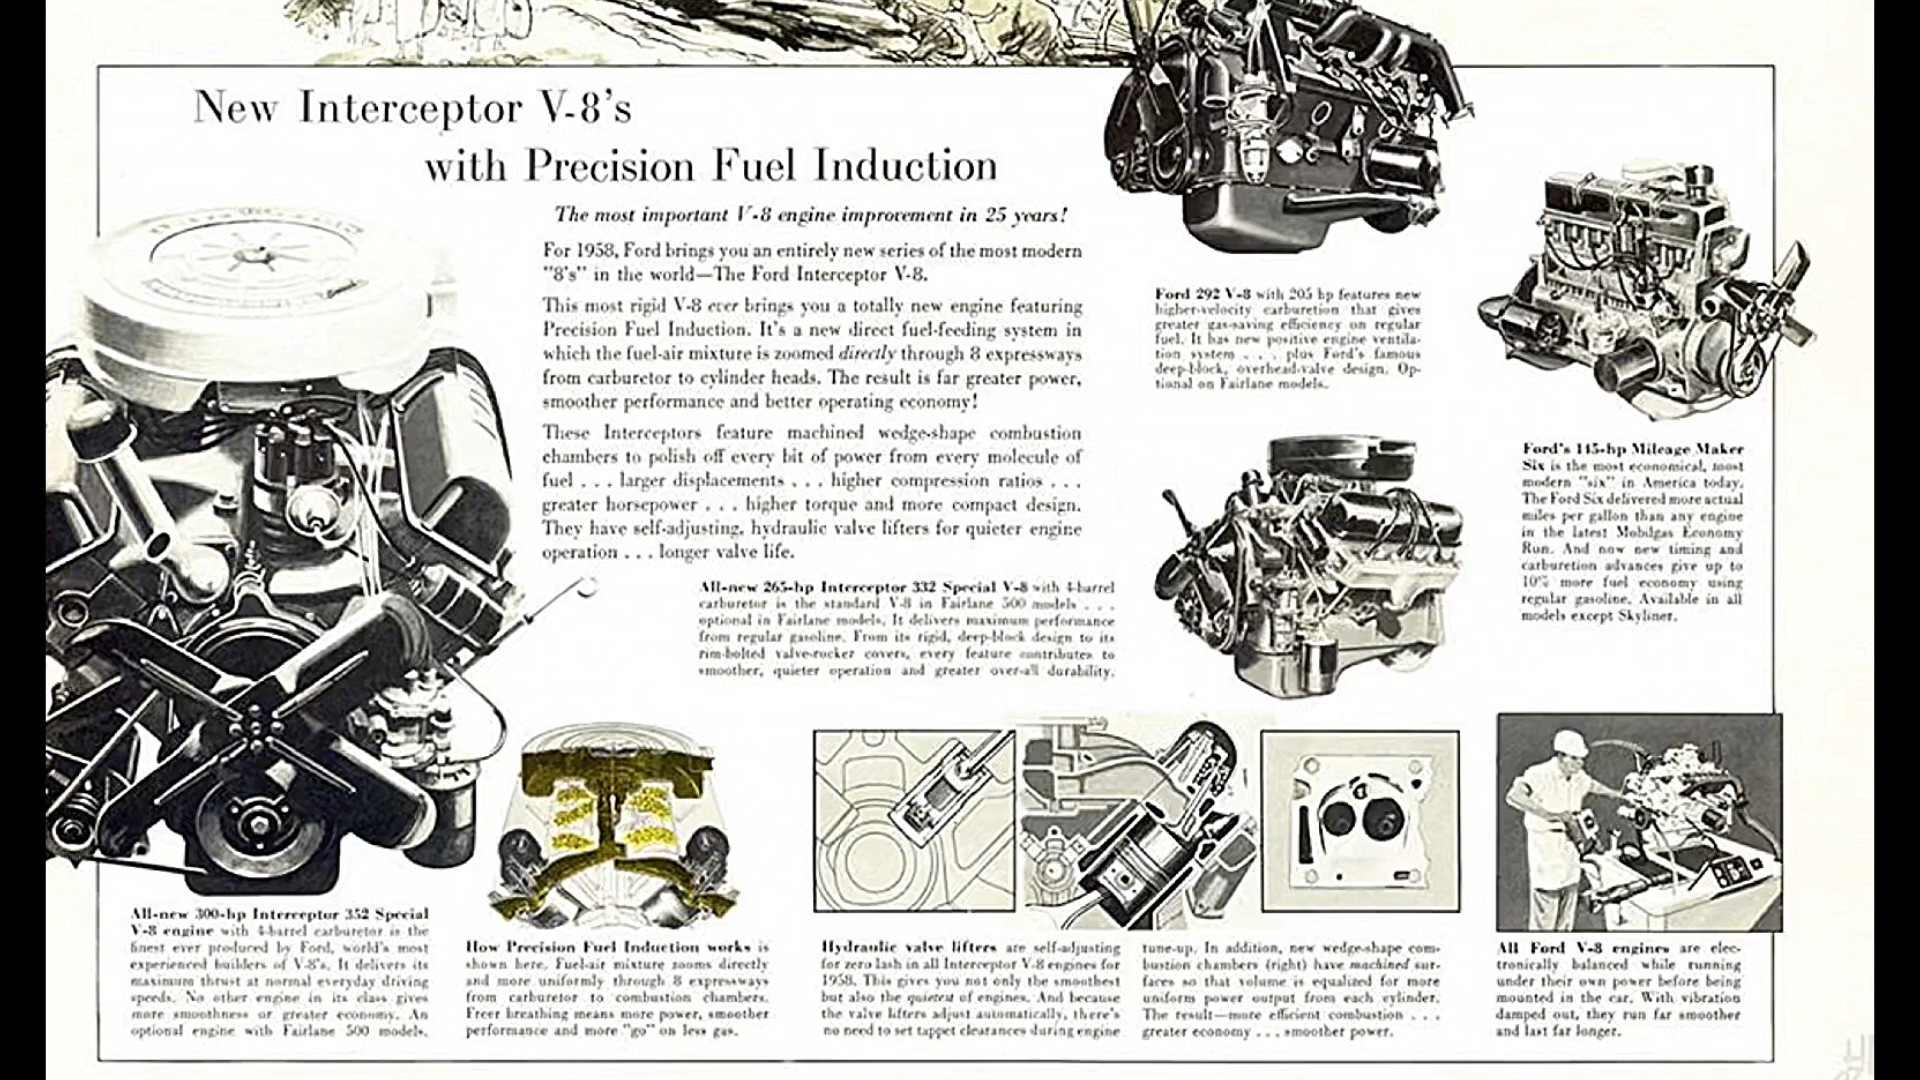 New Interceptor V-8's
with Precision Fuel Induction
The most important V-8 engine improvement in 25 years!
For 1958, Ford brings you an entirely new series of the most modern
"8's" in the world—The Ford Interceptor V-8.
This most rigid V-8 ever brings you a totally new engine featuring
Precision Fuel Induction. It's a new direct fuel-feeding system in
which the fuel-air mixture is zoomed directly through 8 expressways
from carburetor to cylinder heads. The result is far greater power,
smoother performance and better operating economy!
These Interceptors feature machined wedge-shape combustion
chambers to polish off every bit of power from every molecule of
fuel . . . larger displacements . . . higher compression ratios . . .
greater horsepower . . . higher torque and more compact design.
They have self-adjusting, hydraulic valve lifters for quieter engine
operation . . . longer valve life.
Ford 292 V-8 with 205 hp features new
higher-velocity carburetion that gives
greater gas-saving efficiency on regular
fuel. It has new positive engine ventila-
tion system . . . . plus Ford's famous
deep-block, overhead-valve design. Op-
tional on Fairlane models.
Ford's 145-hp Mileage Maker
Six is the most economical, most
modern "six" in America today.
The Ford Six delivered more actual
miles per gallon than any engine
in the latest Mobilgas Economy
Run. And now new timing and
carburetion advances give up to
10% more fuel economy using
regular gasoline. Available in all
models except Skyliner.
All-new 265-hp Interceptor 332 Special V-8 with 4-barrel
carburetor is the standard V-8 in Fairlane 500 models . . .
optional in Fairlane models. It delivers maximum performance
from regular gasoline. From its rigid, deep-block design to its
rim-bolted valve-rocker covers, every feature contributes to
smoother, quieter operation and greater over-all durability.
All-new 300-hp Interceptor 352 Special
V-8 engine with 4-barrel carburetor is the
finest ever produced by Ford, world's most
experienced builders of V-8's. It delivers its
maximum thrust at normal everyday driving
speeds. No other engine in its class gives
more smoothness or greater economy. An
optional engine with Fairlane 500 models.
How Precision Fuel Induction works is
shown here. Fuel-air mixture zooms directly
and more uniformly through 8 expressways
from carburetor to combustion chambers.
Freer breathing means more power, smoother
performance and more "go" on less gas.
Hydraulic valve lifters are self-adjusting
for zero lash in all Interceptor V-8 engines for
1958. This gives you not only the smoothest
but also the quietest of engines. And because
the valve lifters adjust automatically, there's
no need to set tappet clearances during engine
tune-up. In addition, new wedge-shape com-
bustion chambers (right) have machined sur-
faces so that volume is equalized for more
uniform power output from each cylinder.
The result—more efficient combustion . . .
greater economy . . . smoother power.
All Ford V-8 engines are elec-
tronically balanced while running
under their own power before being
mounted in the car. With vibration
damped out, they run far smoother
and last far longer.